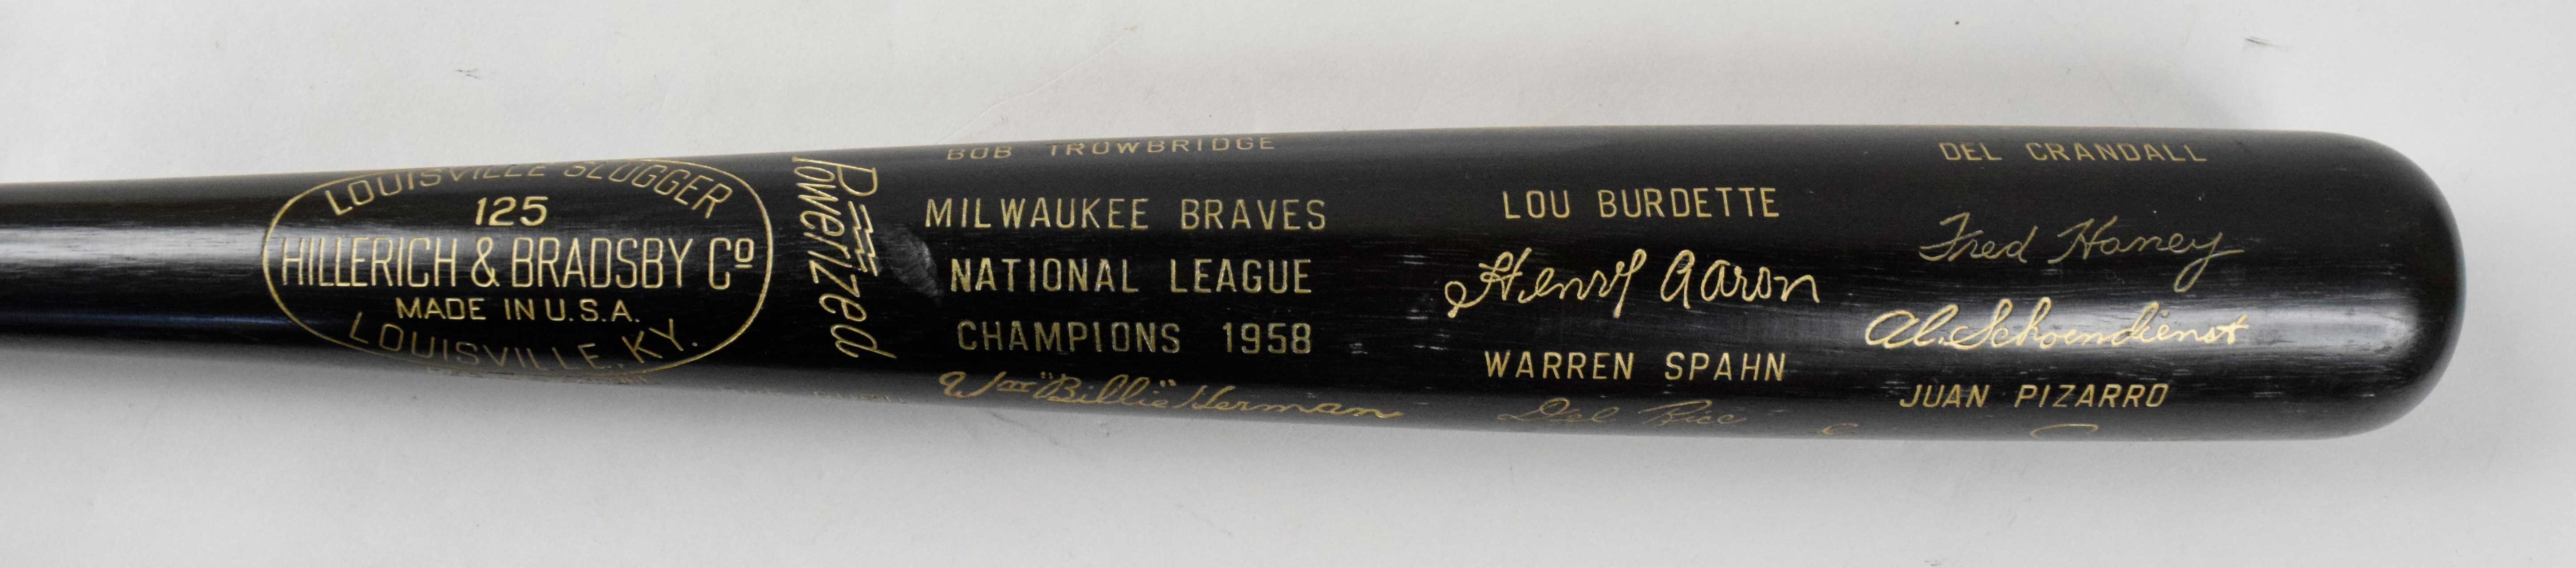 LOUISVILLE SLUGGER
125
HILLERICH & BRADSBY Cº
MADE IN U.S.A.
LOUISVILLE, KY.
Powerized
BOB TROWBRIDGE
MILWAUKEE BRAVES
NATIONAL LEAGUE
CHAMPIONS 1958
Wm "Billie" Herman
LOU BURDETTE
Henry Aaron
WARREN SPAHN
Del Rice
DEL CRANDALL
Fred Haney
Al. Schoendienst
JUAN PIZARRO